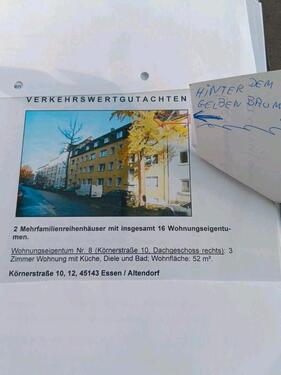 HINTER DEM
GELBEN BAUM
en
VERKEHRSWERTGUTACHTEN
2 Mehrfamilienreihenhäuser mit insgesamt 16 Wohnungseigentu-
men.
Wohnungseigentum Nr. 8 (Körnerstraße 10, Dachgeschoss rechts): 3
Zimmer Wohnung mit Küche, Diele und Bad; Wohnfläche: 52 m².
Körnerstraße 10, 12, 45143 Essen / Altendorf